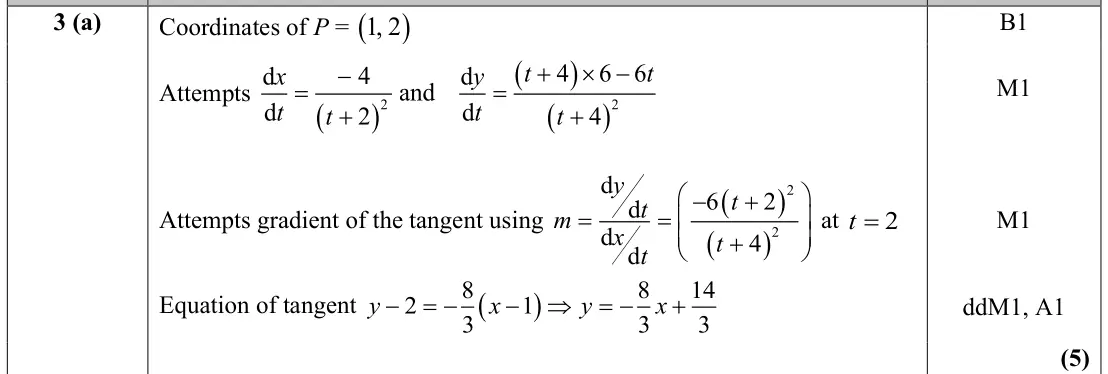 3 (a) Coordinates of P = (1, 2) B1
Attempts dx/dt = −4/(t + 2)² and dy/dt = ((t + 4) × 6 − 6t)/(t + 4)² M1
Attempts gradient of the tangent using m = (dy/dt)/(dx/dt) = (−6(t + 2)²/(t + 4)²) at t = 2 M1
Equation of tangent y − 2 = −8/3(x − 1) ⇒ y = −8/3 x + 14/3 ddM1, A1
(5)